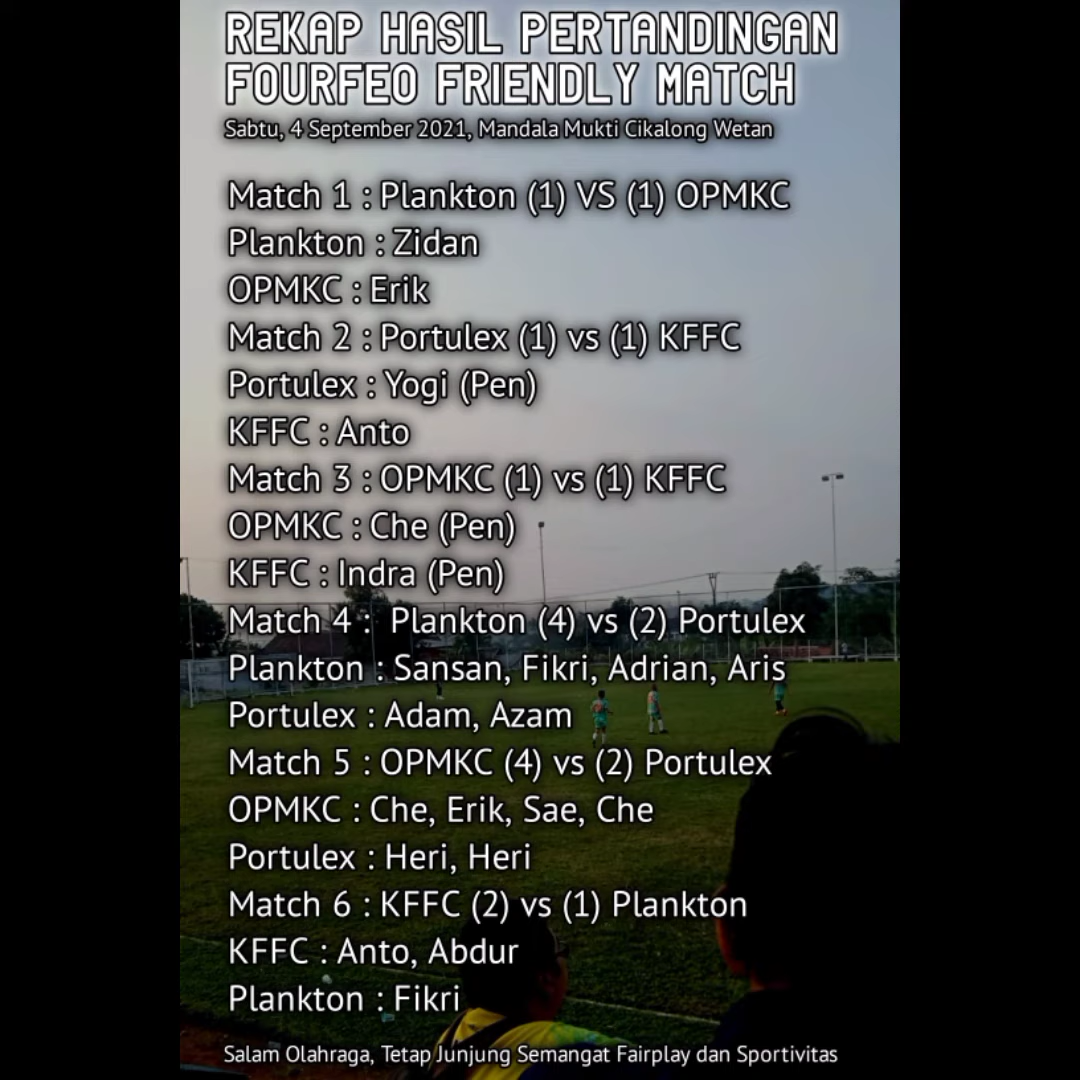 REKAP HASIL PERTANDINGAN
FOURFEO FRIENDLY MATCH
Sabtu, 4 September 2021, Mandala Mukti Cikalong Wetan
Match 1 : Plankton (1) VS (1) OPMKC
Plankton : Zidan
OPMKC : Erik
Match 2 : Portulex (1) vs (1) KFFC
Portulex : Yogi (Pen)
KFFC : Anto
Match 3 : OPMKC (1) vs (1) KFFC
OPMKC : Che (Pen)
KFFC : Indra (Pen)
Match 4 : Plankton (4) vs (2) Portulex
Plankton : Sansan, Fikri, Adrian, Aris
Portulex : Adam, Azam
Match 5 : OPMKC (4) vs (2) Portulex
OPMKC : Che, Erik, Sae, Che
Portulex : Heri, Heri
Match 6 : KFFC (2) vs (1) Plankton
KFFC : Anto, Abdur
Plankton : Fikri
Salam Olahraga, Tetap Junjung Semangat Fairplay dan Sportivitas